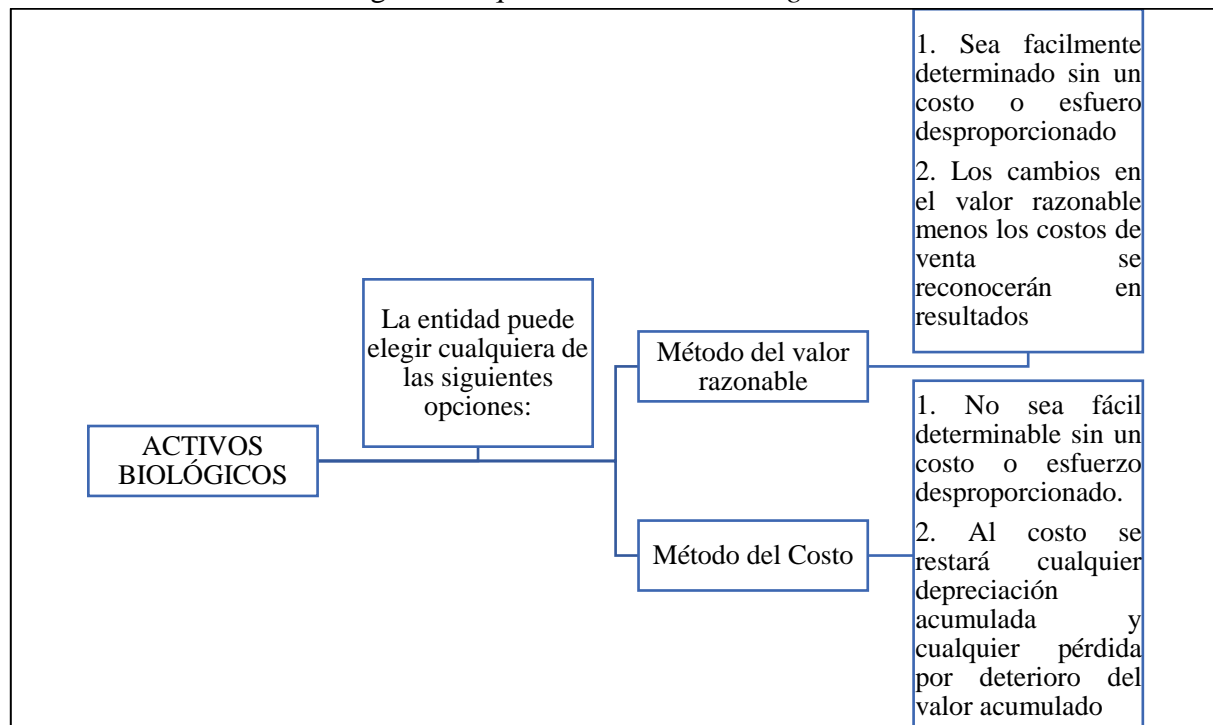 ACTIVOS
BIOLÓGICOS
La entidad puede
elegir cualquiera de
las siguientes
opciones:
Método del valor
razonable
1. Sea facilmente
determinado sin un
costo o esfuero
desproporcionado
2. Los cambios en
el valor razonable
menos los costos de
venta se
reconocerán en
resultados
Método del Costo
1. No sea fácil
determinable sin un
costo o esfuerzo
desproporcionado.
2. Al costo se
restará cualquier
depreciación
acumulada y
cualquier pérdida
por deterioro del
valor acumulado